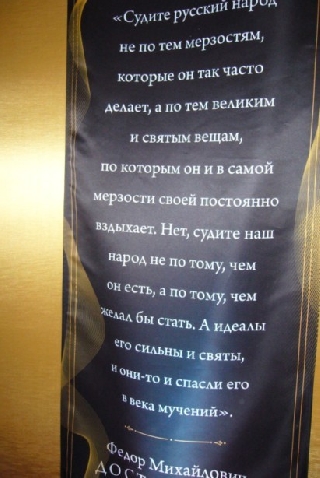 «Судите русский народ
не по тем мерзостям,
которые он так часто
делает, а по тем великим
и святым вещам,
по которым он и в самой
мерзости своей постоянно
вздыхает. Нет, судите наш
народ не по тому, чем
он есть, а по тому, чем
желал бы стать. А идеалы
его сильны и святы,
и они-то и спасли его
в века мучений».
Федор Михайлович
ДОСТ